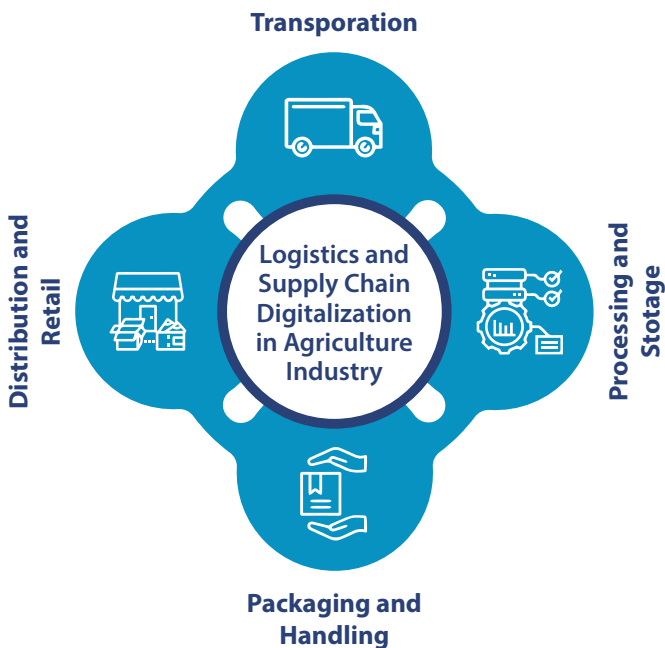 Transporation
Distribution and
Retail
Logistics and
Supply Chain
Digitalization
in Agriculture
Industry
Processing and
Stotage
Packaging and
Handling